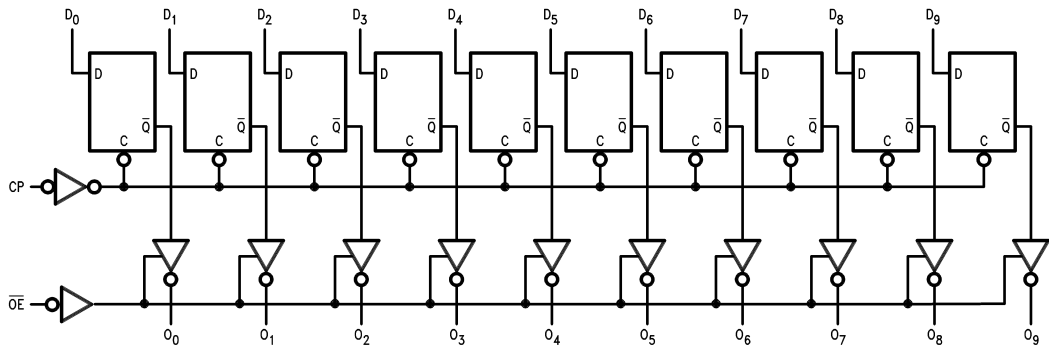 D₀ D₁ D₂ D₃ D₄ D₅ D₆ D₇ D₈ D₉
D D D D D D D D D D
Q̅ Q̅ Q̅ Q̅ Q̅ Q̅ Q̅ Q̅ Q̅ Q̅
C C C C C C C C C C
CP
O̅E̅
O₀ O₁ O₂ O₃ O₄ O₅ O₆ O₇ O₈ O₉